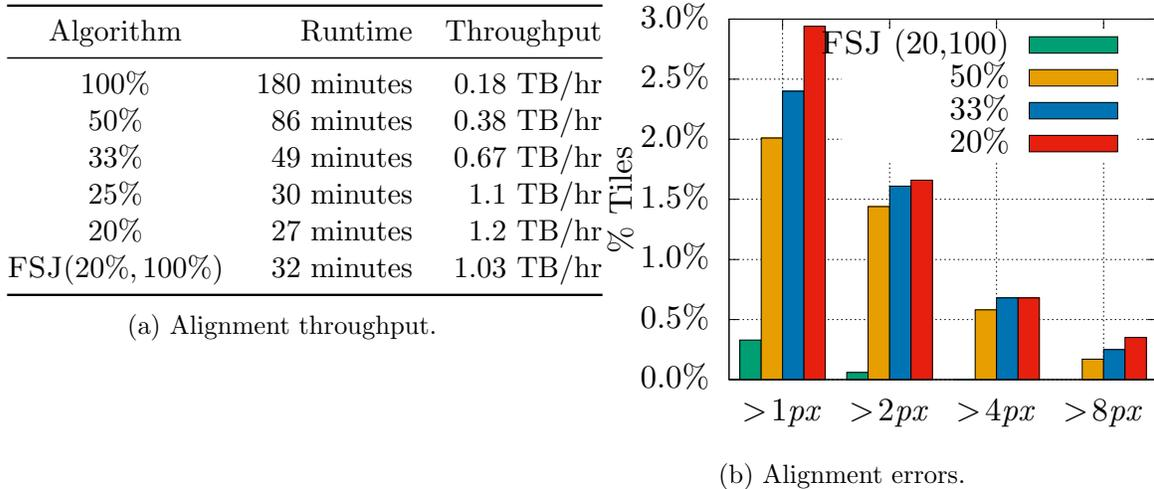 Algorithm Runtime Throughput
100% 180 minutes 0.18 TB/hr
50% 86 minutes 0.38 TB/hr
33% 49 minutes 0.67 TB/hr
25% 30 minutes 1.1 TB/hr
20% 27 minutes 1.2 TB/hr
FSJ(20%, 100%) 32 minutes 1.03 TB/hr
(a) Alignment throughput.
% Tiles
3.0%
2.5%
2.0%
1.5%
1.0%
0.5%
0.0%
FSJ (20,100)
50%
33%
20%
>1px >2px >4px >8px
(b) Alignment errors.